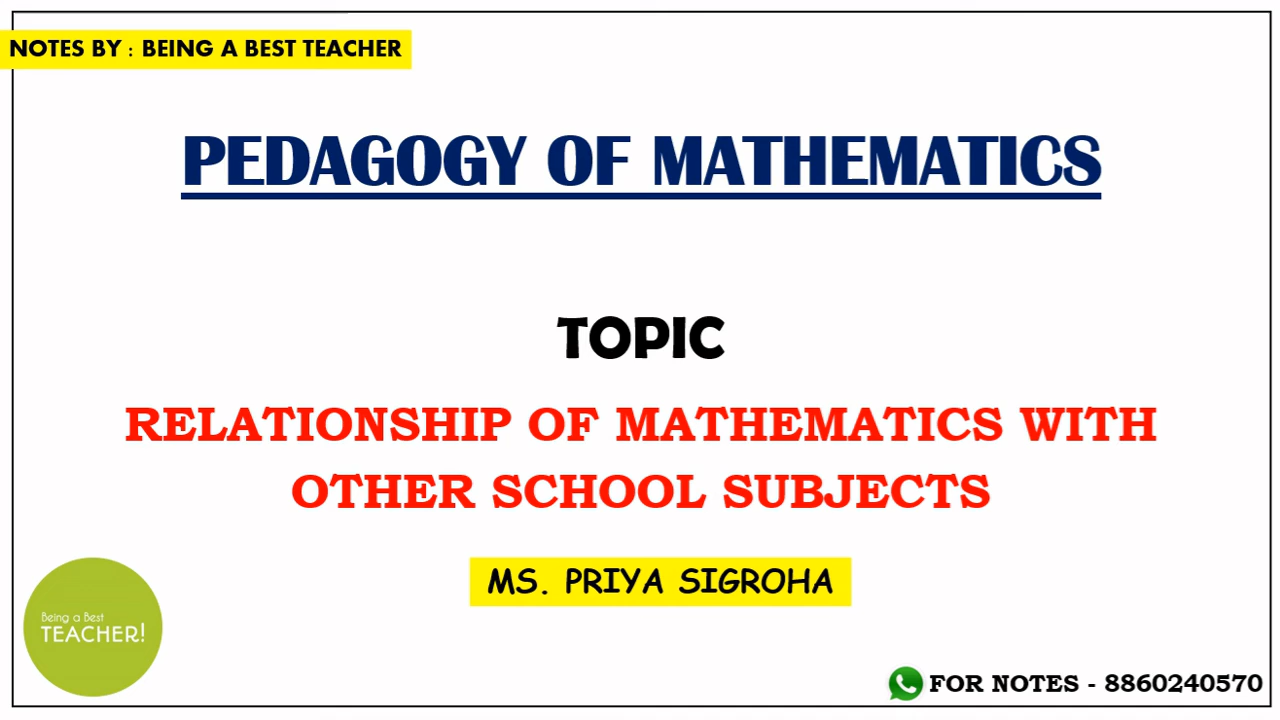 NOTES BY : BEING A BEST TEACHER
PEDAGOGY OF MATHEMATICS
TOPIC
RELATIONSHIP OF MATHEMATICS WITH
OTHER SCHOOL SUBJECTS
MS. PRIYA SIGROHA
Being a Best
TEACHER!
FOR NOTES - 8860240570